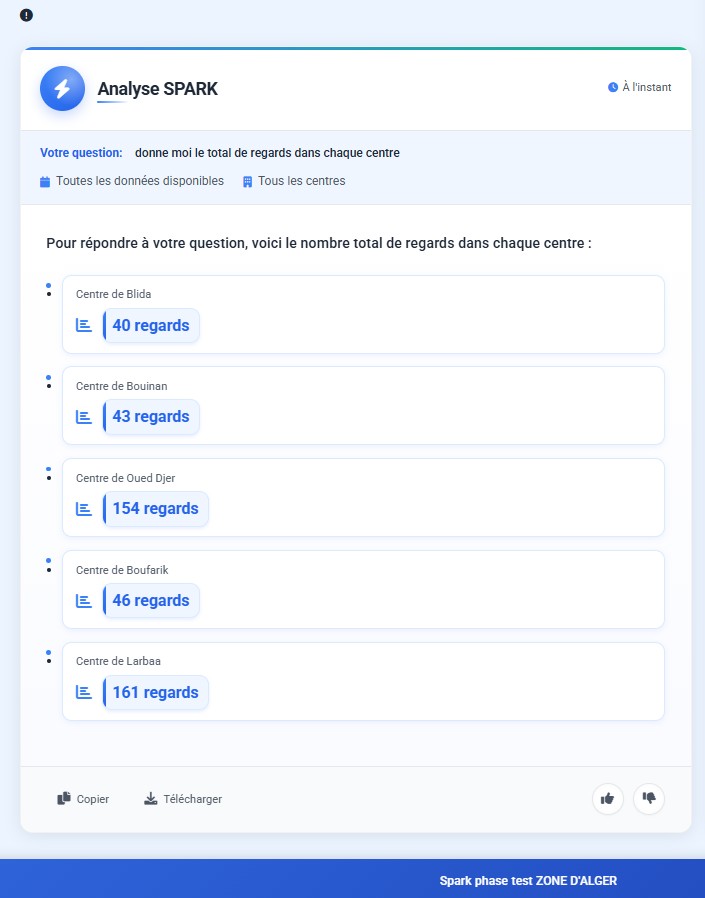 Analyse SPARK
À l'instant
Votre question: donne moi le total de regards dans chaque centre
Toutes les données disponibles Tous les centres
Pour répondre à votre question, voici le nombre total de regards dans chaque centre :
Centre de Blida
40 regards
Centre de Bouinan
43 regards
Centre de Oued Djer
154 regards
Centre de Boufarik
46 regards
Centre de Larbaa
161 regards
Copier Télécharger
Spark phase test ZONE D'ALGER